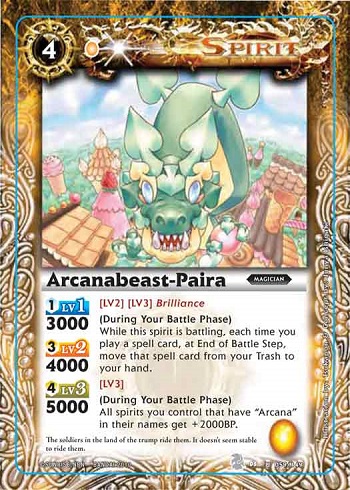 4
SPIRIT
Arcanabeast-Paira
MAGICIAN
1 LV1
3000
3 LV2
4000
4 LV3
5000
[LV2] [LV3] Brilliance
(During Your Battle Phase)
While this spirit is battling, each time you
play a spell card, at End of Battle Step,
move that spell card from your Trash to
your hand.
[LV3]
(During Your Battle Phase)
All spirits you control that have “Arcana”
in their names get +2000BP.
The soldiers in the land of the trump ride them. It doesn't seem stable
to ride them.